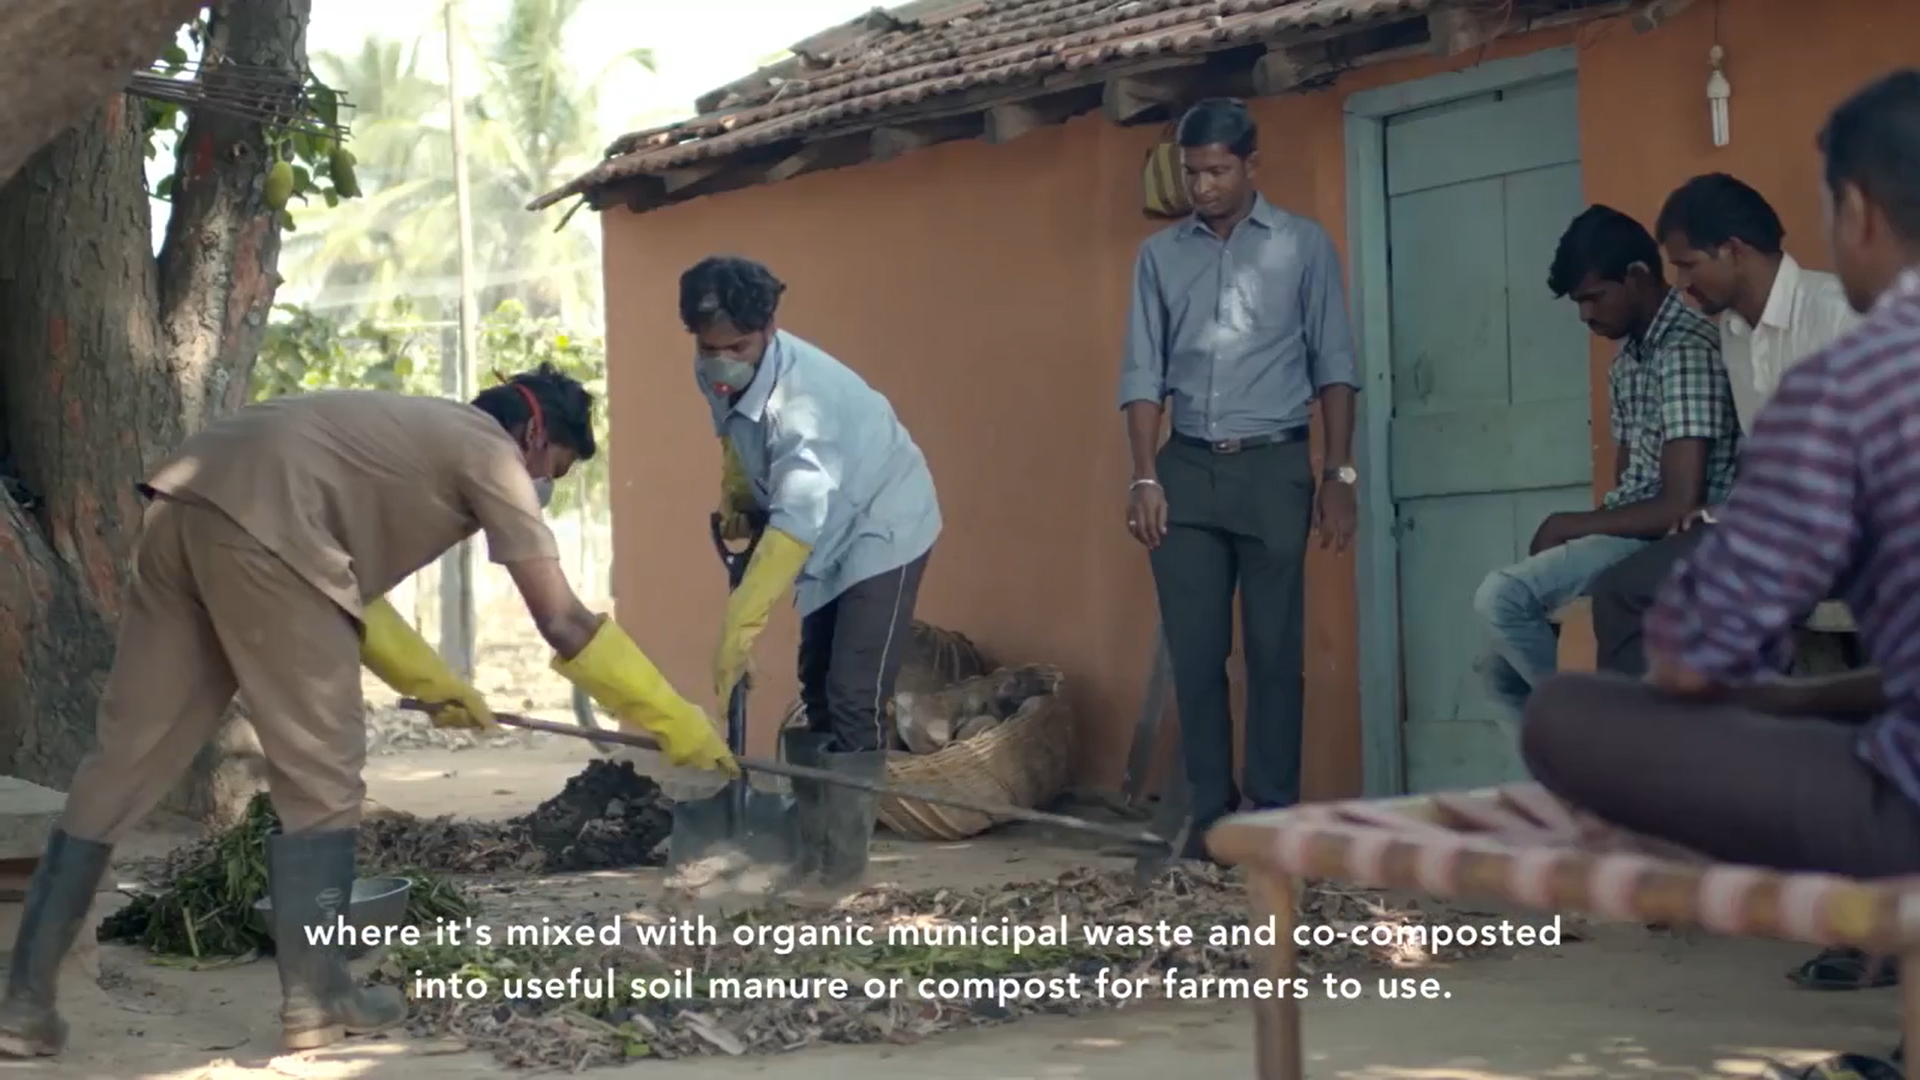 where it's mixed with organic municipal waste and co-composted
into useful soil manure or compost for farmers to use.